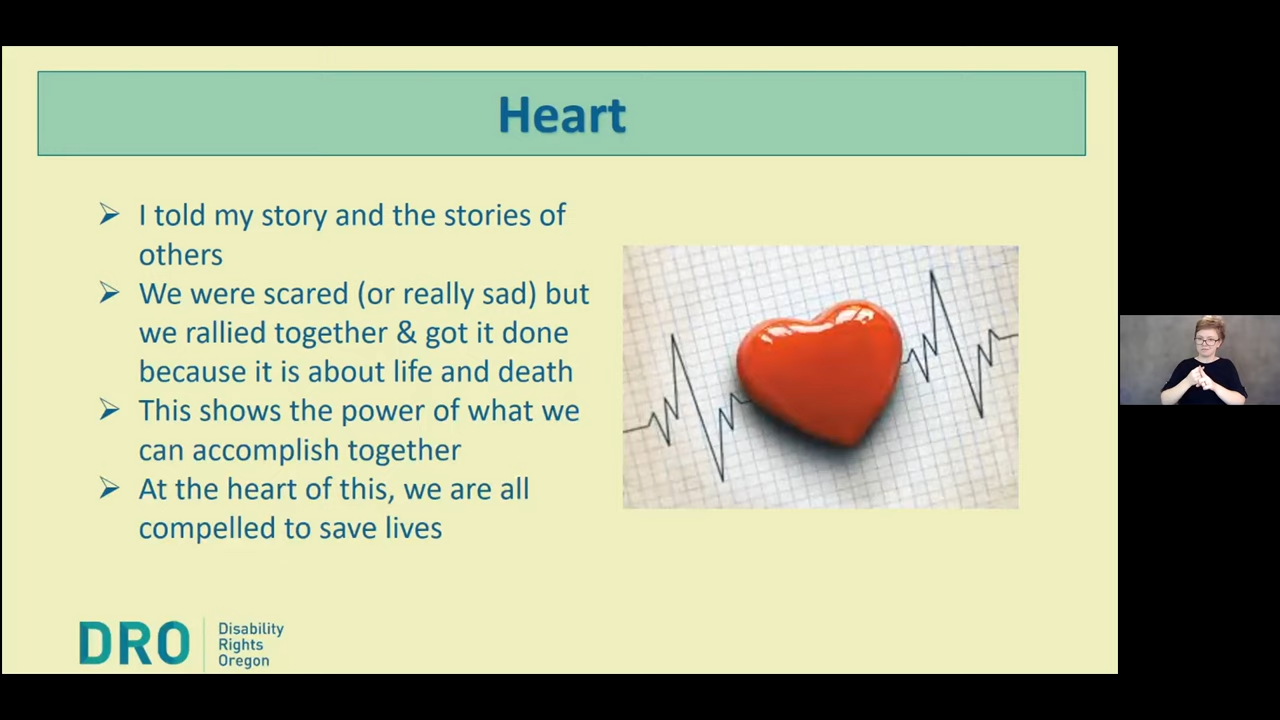 Heart
➢ I told my story and the stories of
others
➢ We were scared (or really sad) but
we rallied together & got it done
because it is about life and death
➢ This shows the power of what we
can accomplish together
➢ At the heart of this, we are all
compelled to save lives
DRO
Disability
Rights
Oregon